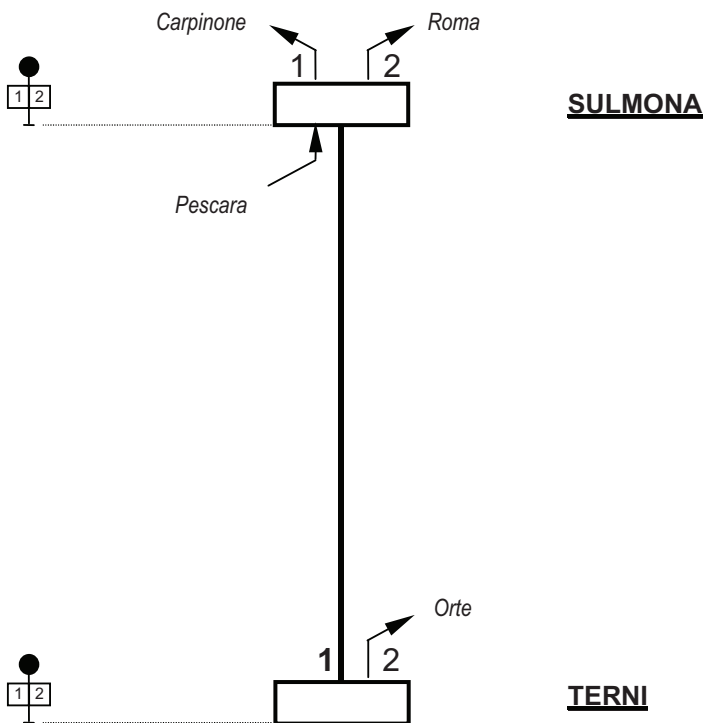 Carpinone
Roma
1 2
1 2
SULMONA
Pescara
Orte
1 2
1 2
TERNI